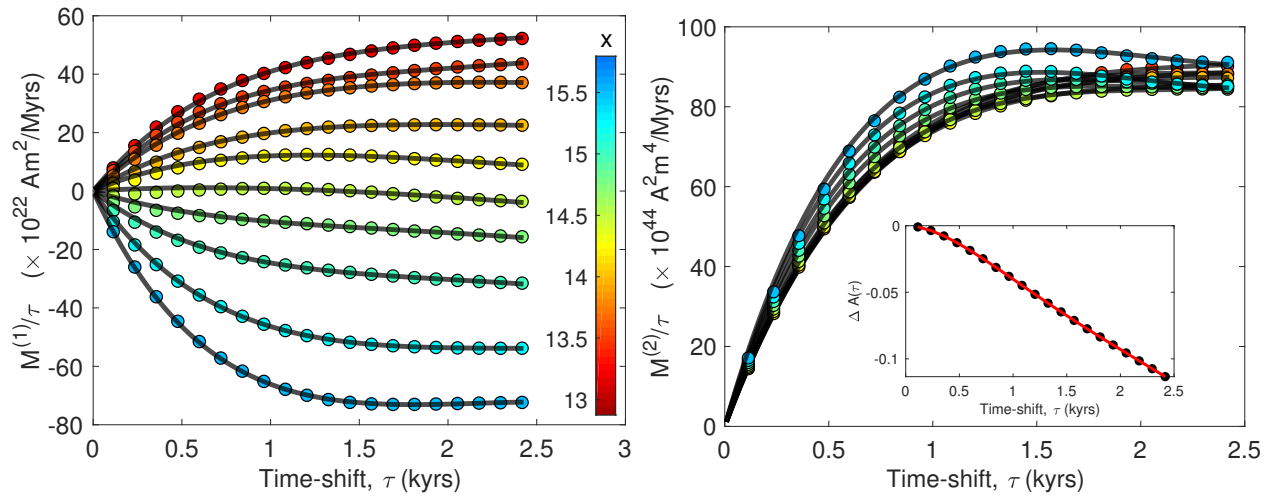 60
40
20
0
-20
-40
-60
-80
M^(1)/τ (× 10^22 Am^2/Myrs)
0 0.5 1 1.5 2 2.5 3
Time-shift, τ (kyrs)
x
15.5
15
14.5
14
13.5
13
100
80
60
40
20
0
M^(2)/τ (× 10^44 A^2m^4/Myrs)
0 0.5 1 1.5 2 2.5
Time-shift, τ (kyrs)
0
-0.05
-0.1
Δ A(τ)
0 0.5 1 1.5 2 2.5
Time-shift, τ (kyrs)